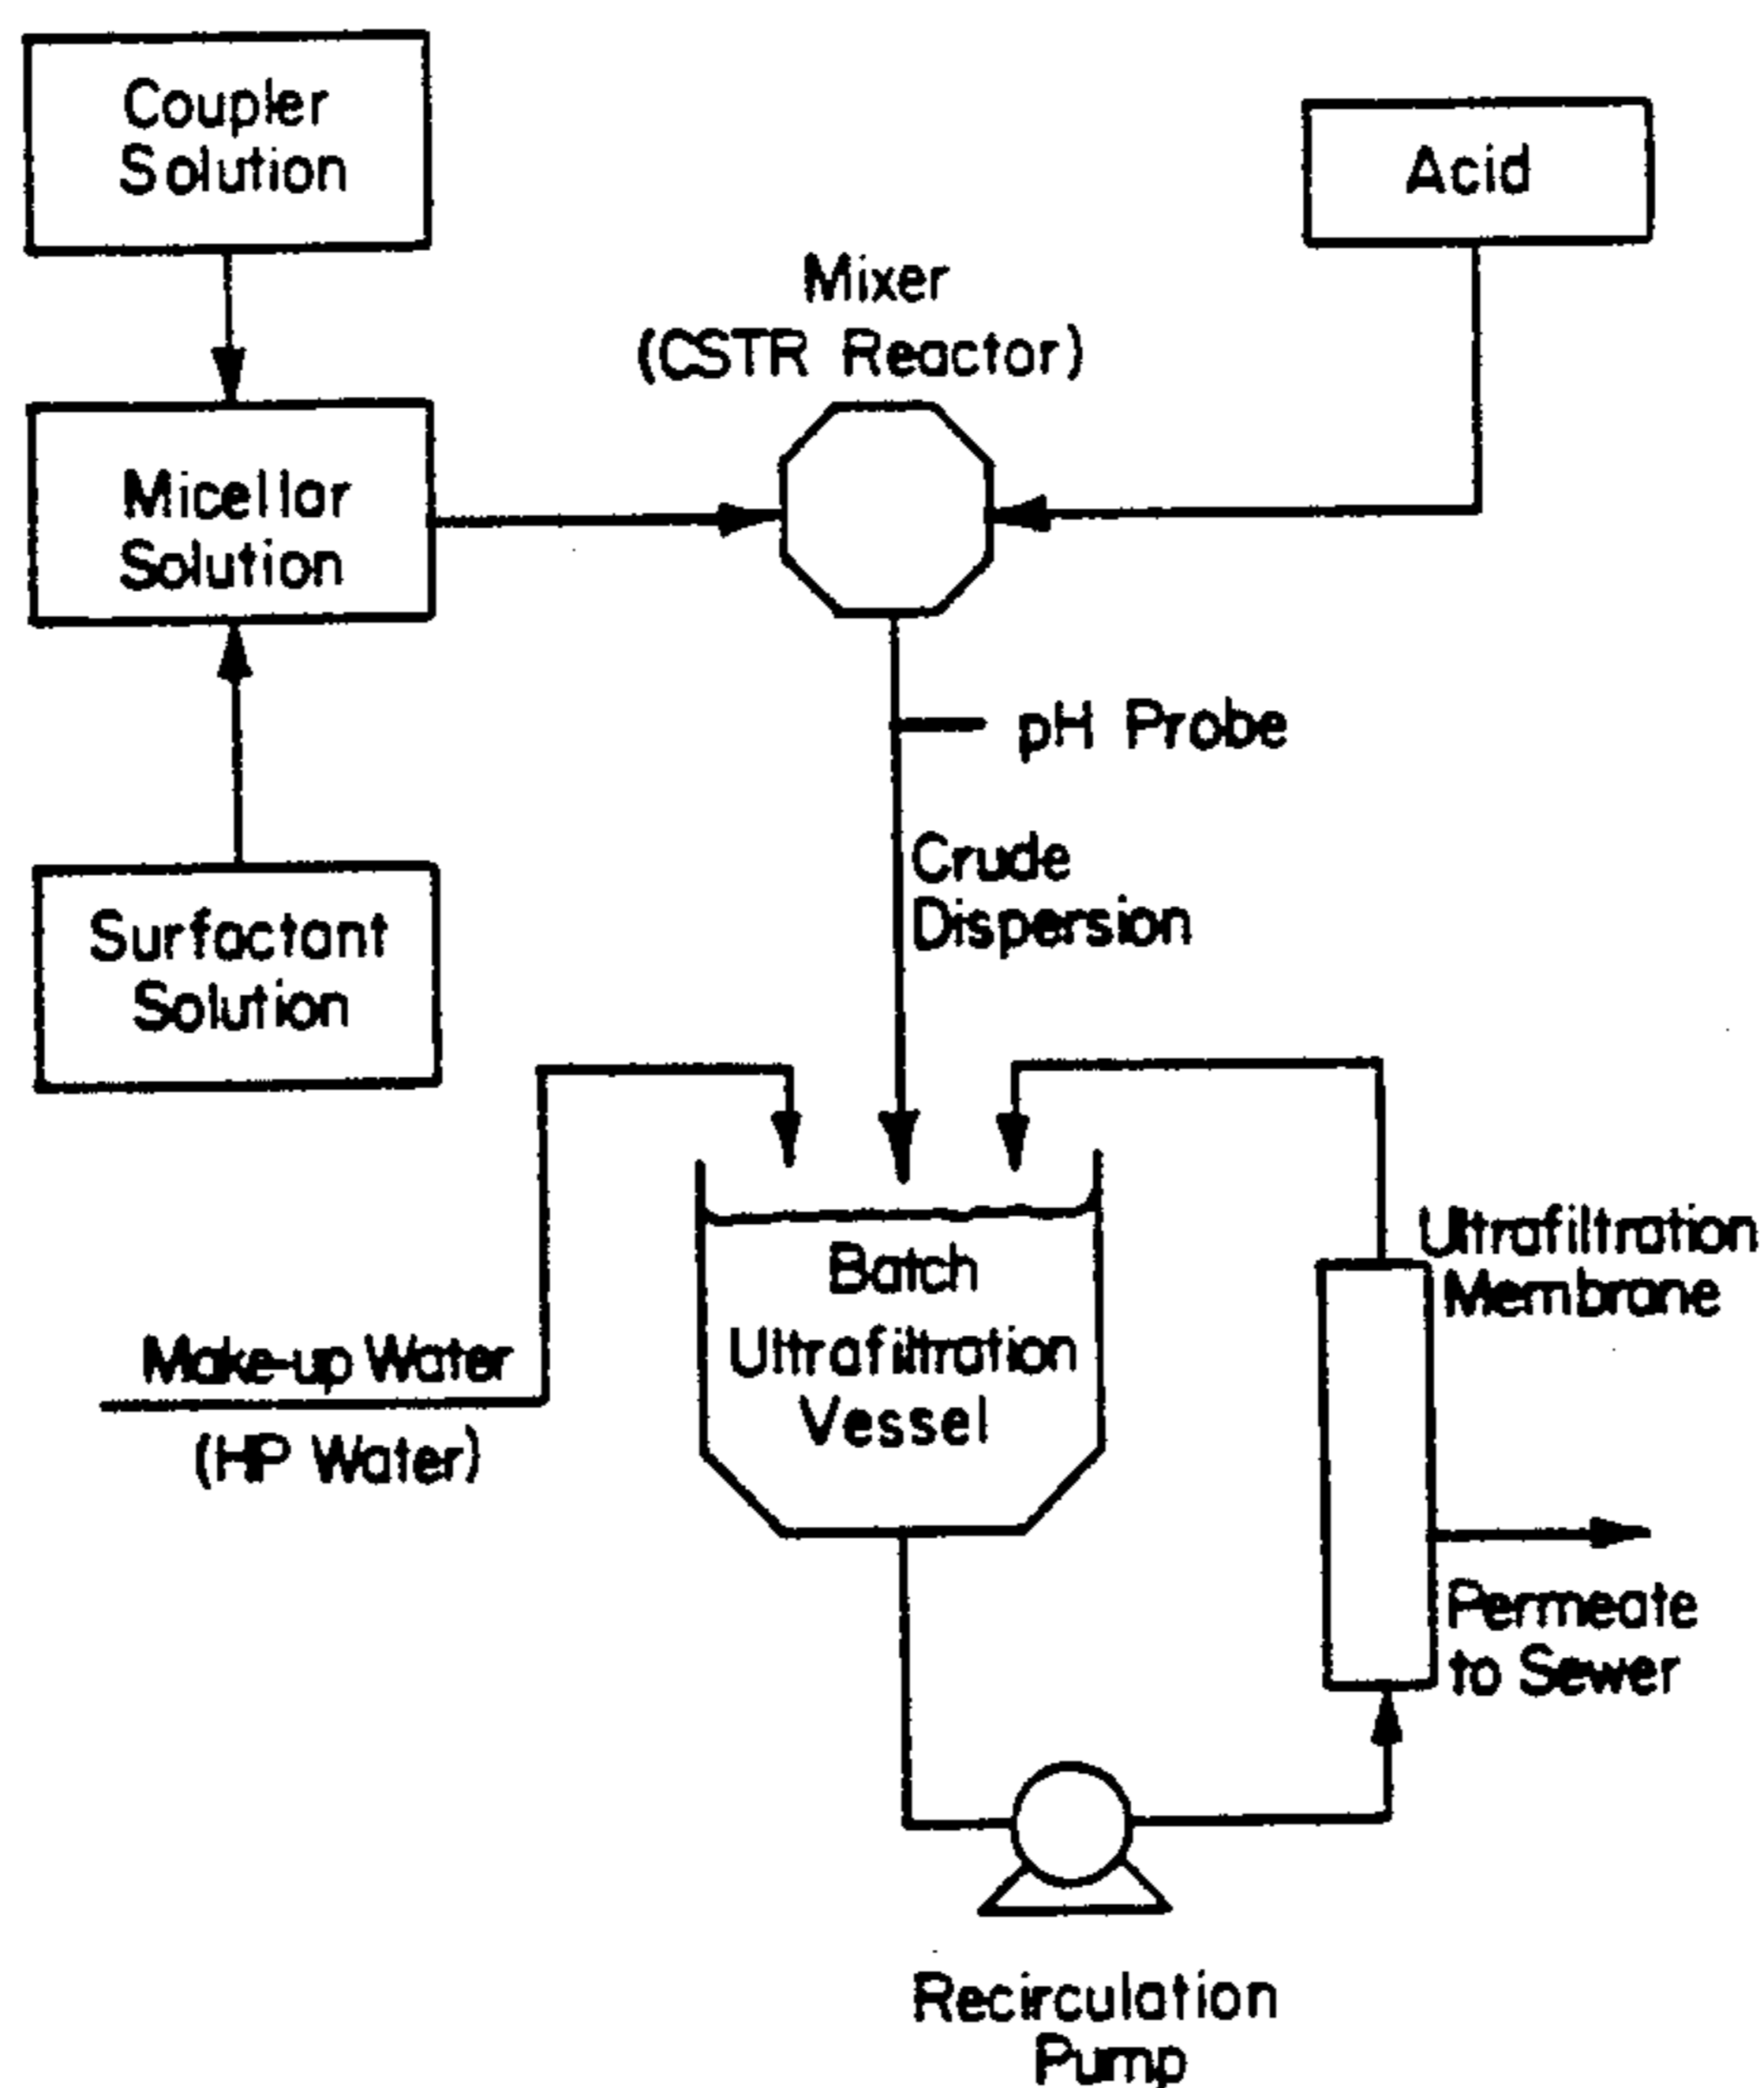 Coupler
Solution
Acid
Mixer
(CSTR Reactor)
Micellar
Solution
pH Probe
Crude
Dispersion
Surfactant
Solution
Ultrafiltration
Membrane
Batch
Ultrafiltration
Vessel
Make-up Water
(HP Water)
Permeate
to Sewer
Recirculation
Pump